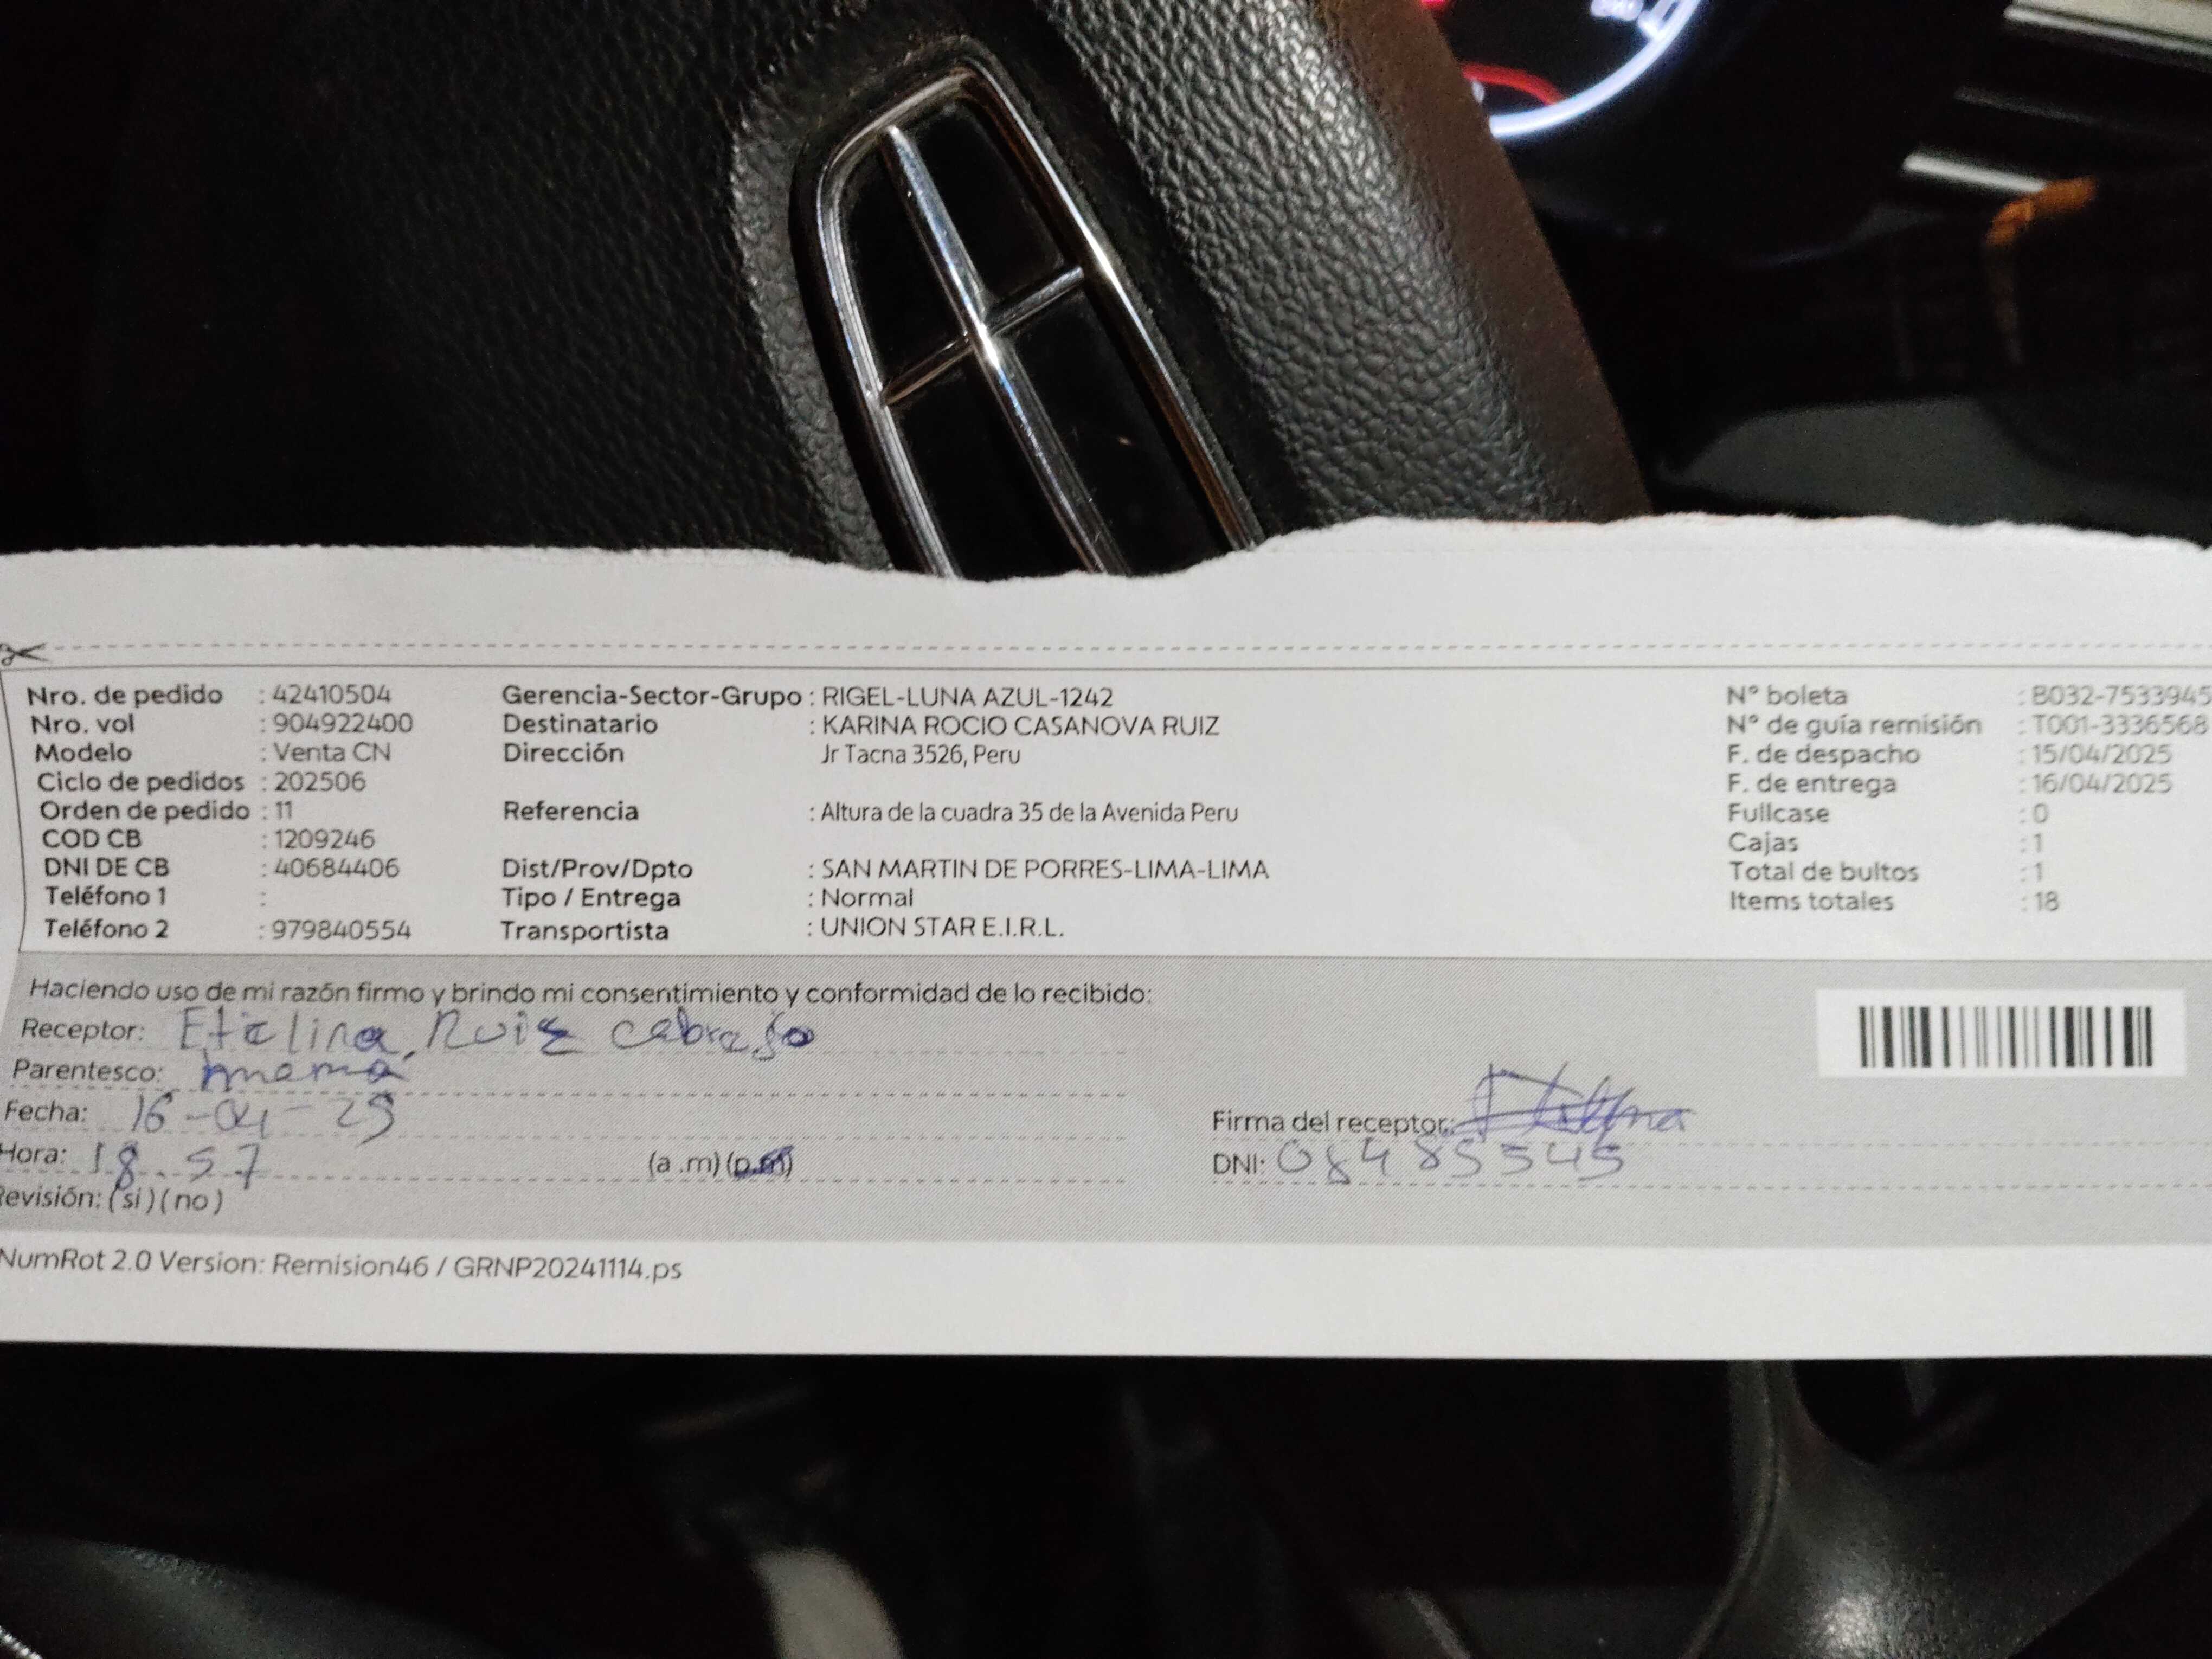 Nro. de pedido : 42410504 Gerencia-Sector-Grupo : RIGEL-LUNA AZUL-1242 N° boleta : B032-7533945
Nro. vol : 904922400 Destinatario : KARINA ROCIO CASANOVA RUIZ N° de guía remisión : T001-3336568
Modelo : Venta CN Dirección Jr Tacna 3526, Peru F. de despacho : 15/04/2025
Ciclo de pedidos : 202506 F. de entrega : 16/04/2025
Orden de pedido : 11 Referencia : Altura de la cuadra 35 de la Avenida Peru Fullcase : 0
COD CB : 1209246 Cajas : 1
DNI DE CB : 40684406 Dist/Prov/Dpto : SAN MARTIN DE PORRES-LIMA-LIMA Total de bultos : 1
Teléfono 1 : Tipo / Entrega : Normal Items totales : 18
Teléfono 2 : 979840554 Transportista : UNION STAR E.I.R.L.
Haciendo uso de mi razón firmo y brindo mi consentimiento y conformidad de lo recibido:
Receptor: Ruiz
Parentesco: mamá
Fecha: 16-04-25 Firma del receptor:
Hora: 18.57 (a .m) (p.m) DNI: 08485545
Revisión: (si) (no)
NumRot 2.0 Version: Remision46 / GRNP20241114.ps